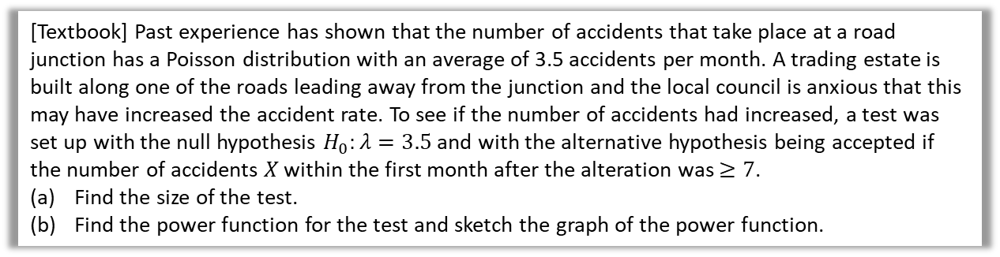 [Textbook] Past experience has shown that the number of accidents that take place at a road
junction has a Poisson distribution with an average of 3.5 accidents per month. A trading estate is
built along one of the roads leading away from the junction and the local council is anxious that this
may have increased the accident rate. To see if the number of accidents had increased, a test was
set up with the null hypothesis H₀: λ = 3.5 and with the alternative hypothesis being accepted if
the number of accidents X within the first month after the alteration was ≥ 7.
(a) Find the size of the test.
(b) Find the power function for the test and sketch the graph of the power function.